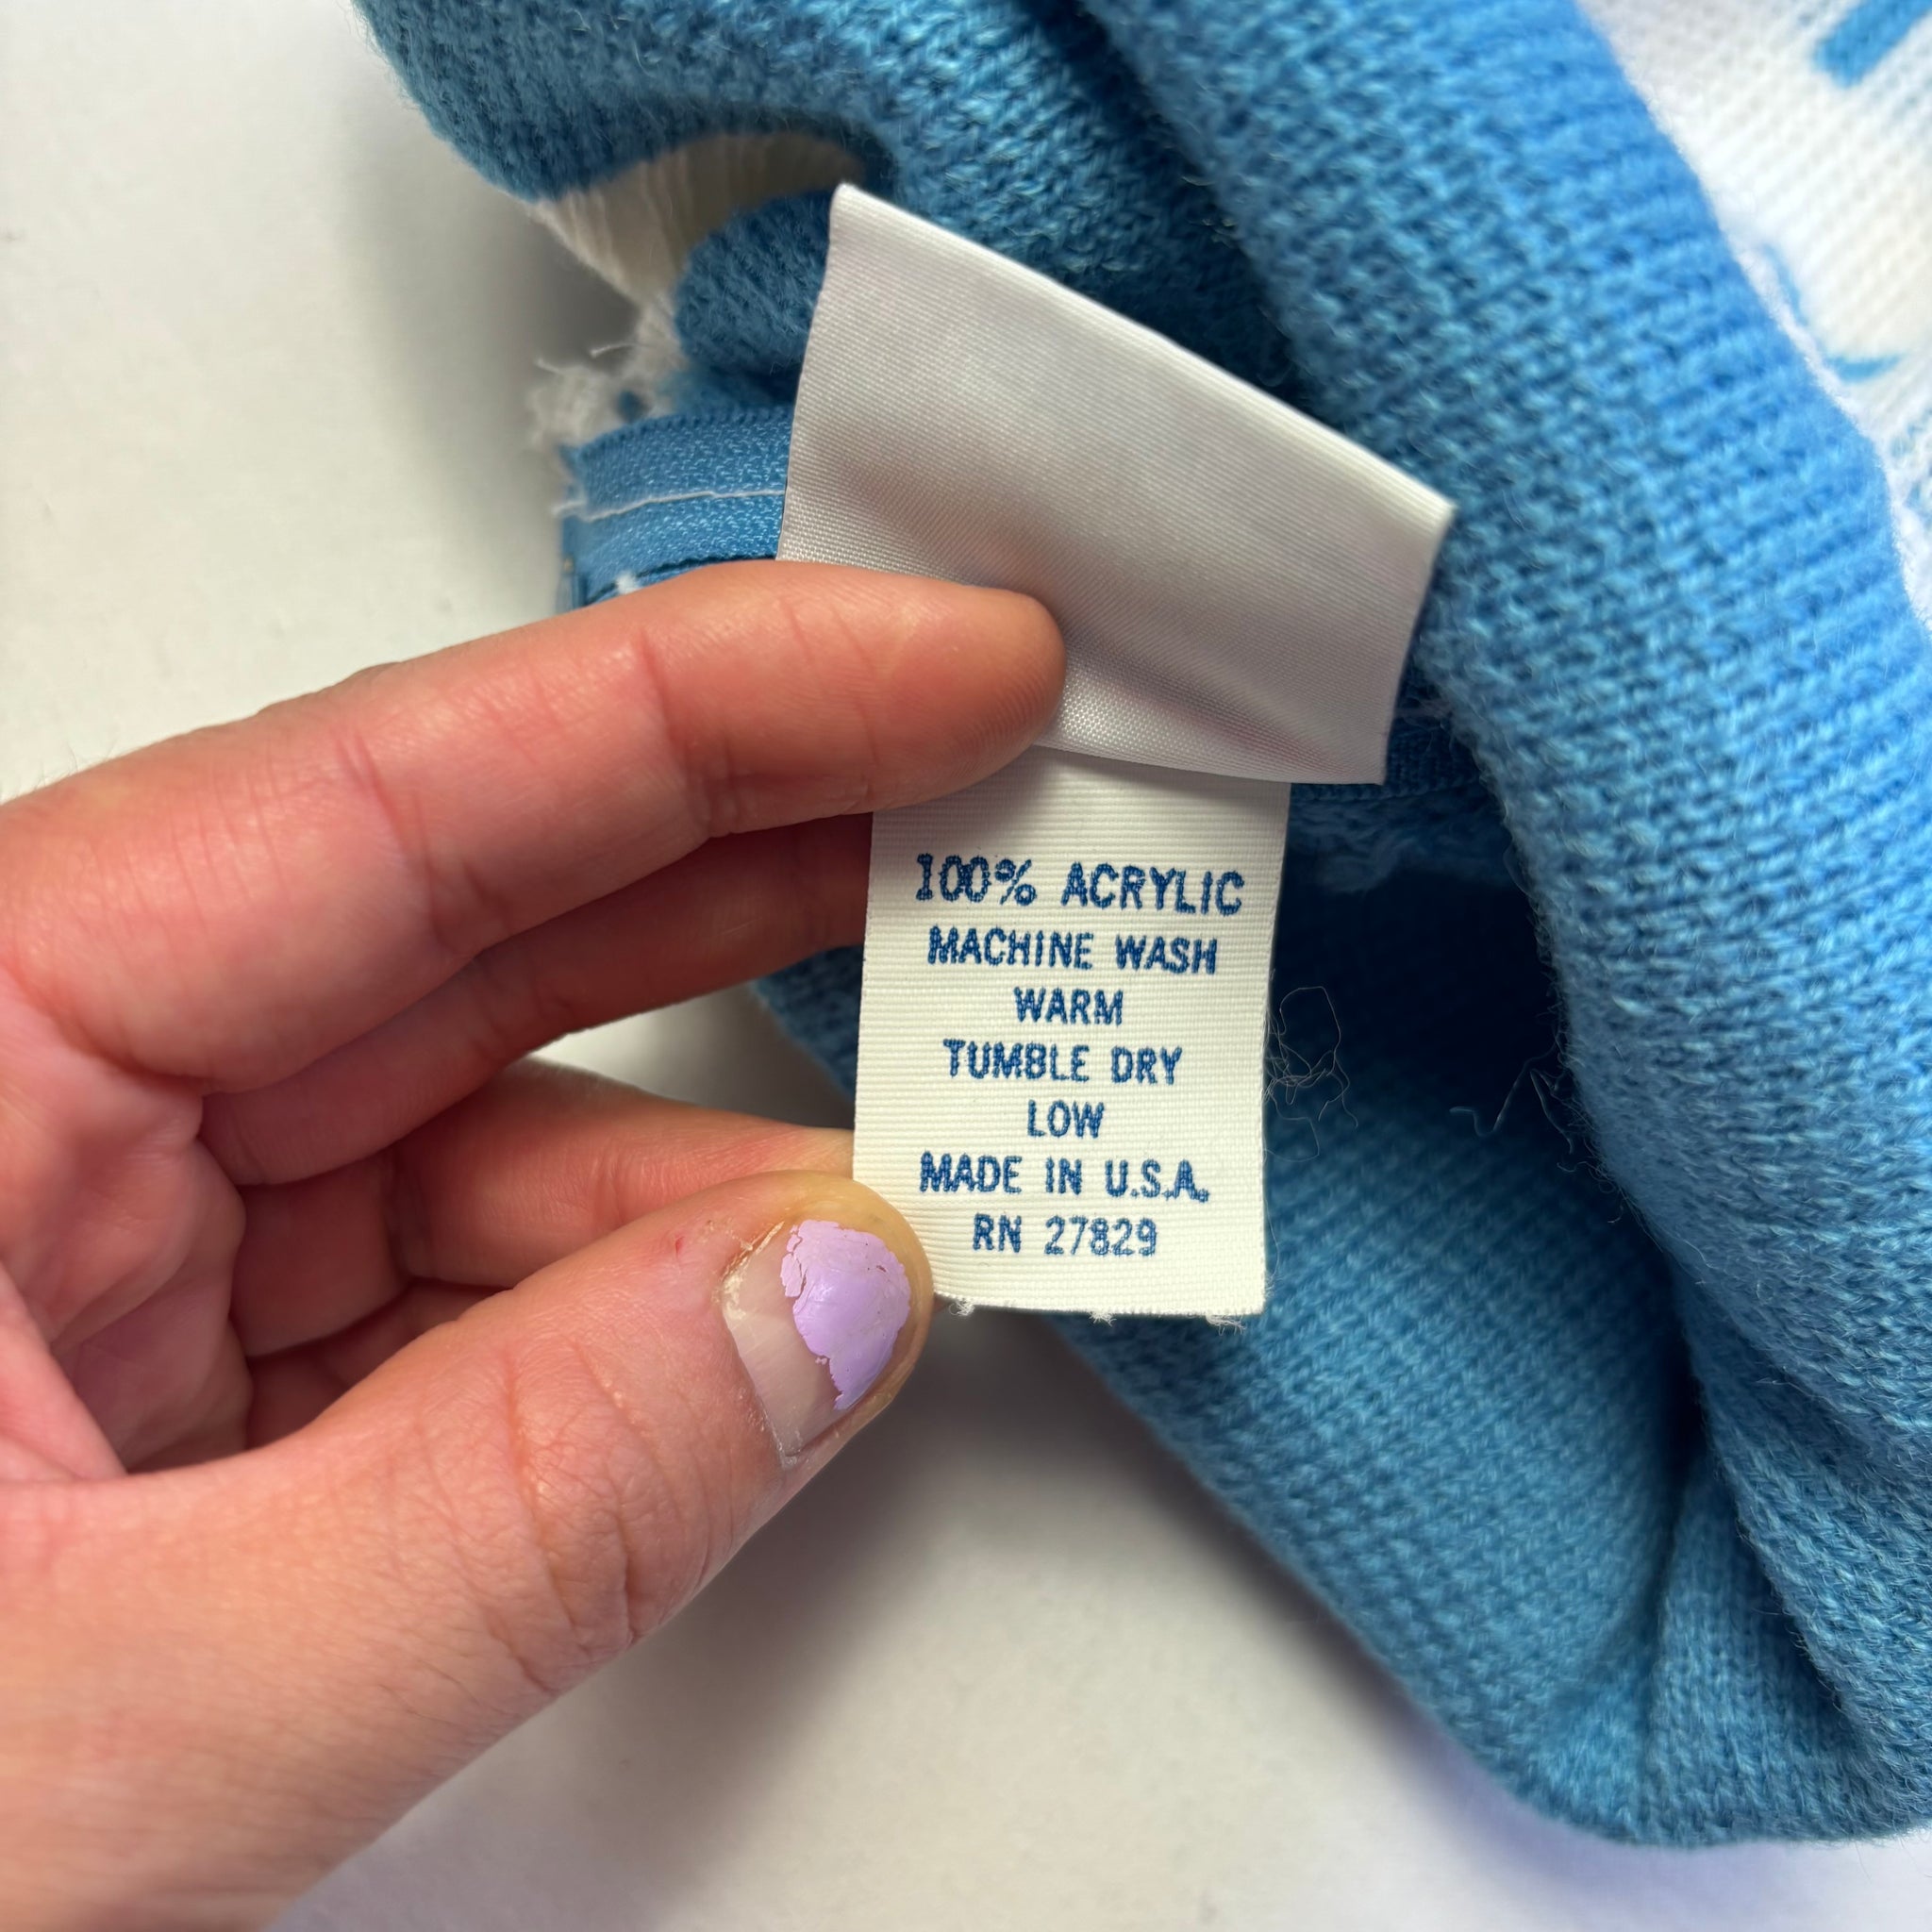 100% ACRYLIC
MACHINE WASH
WARM
TUMBLE DRY
LOW
MADE IN U.S.A.
RN 27829